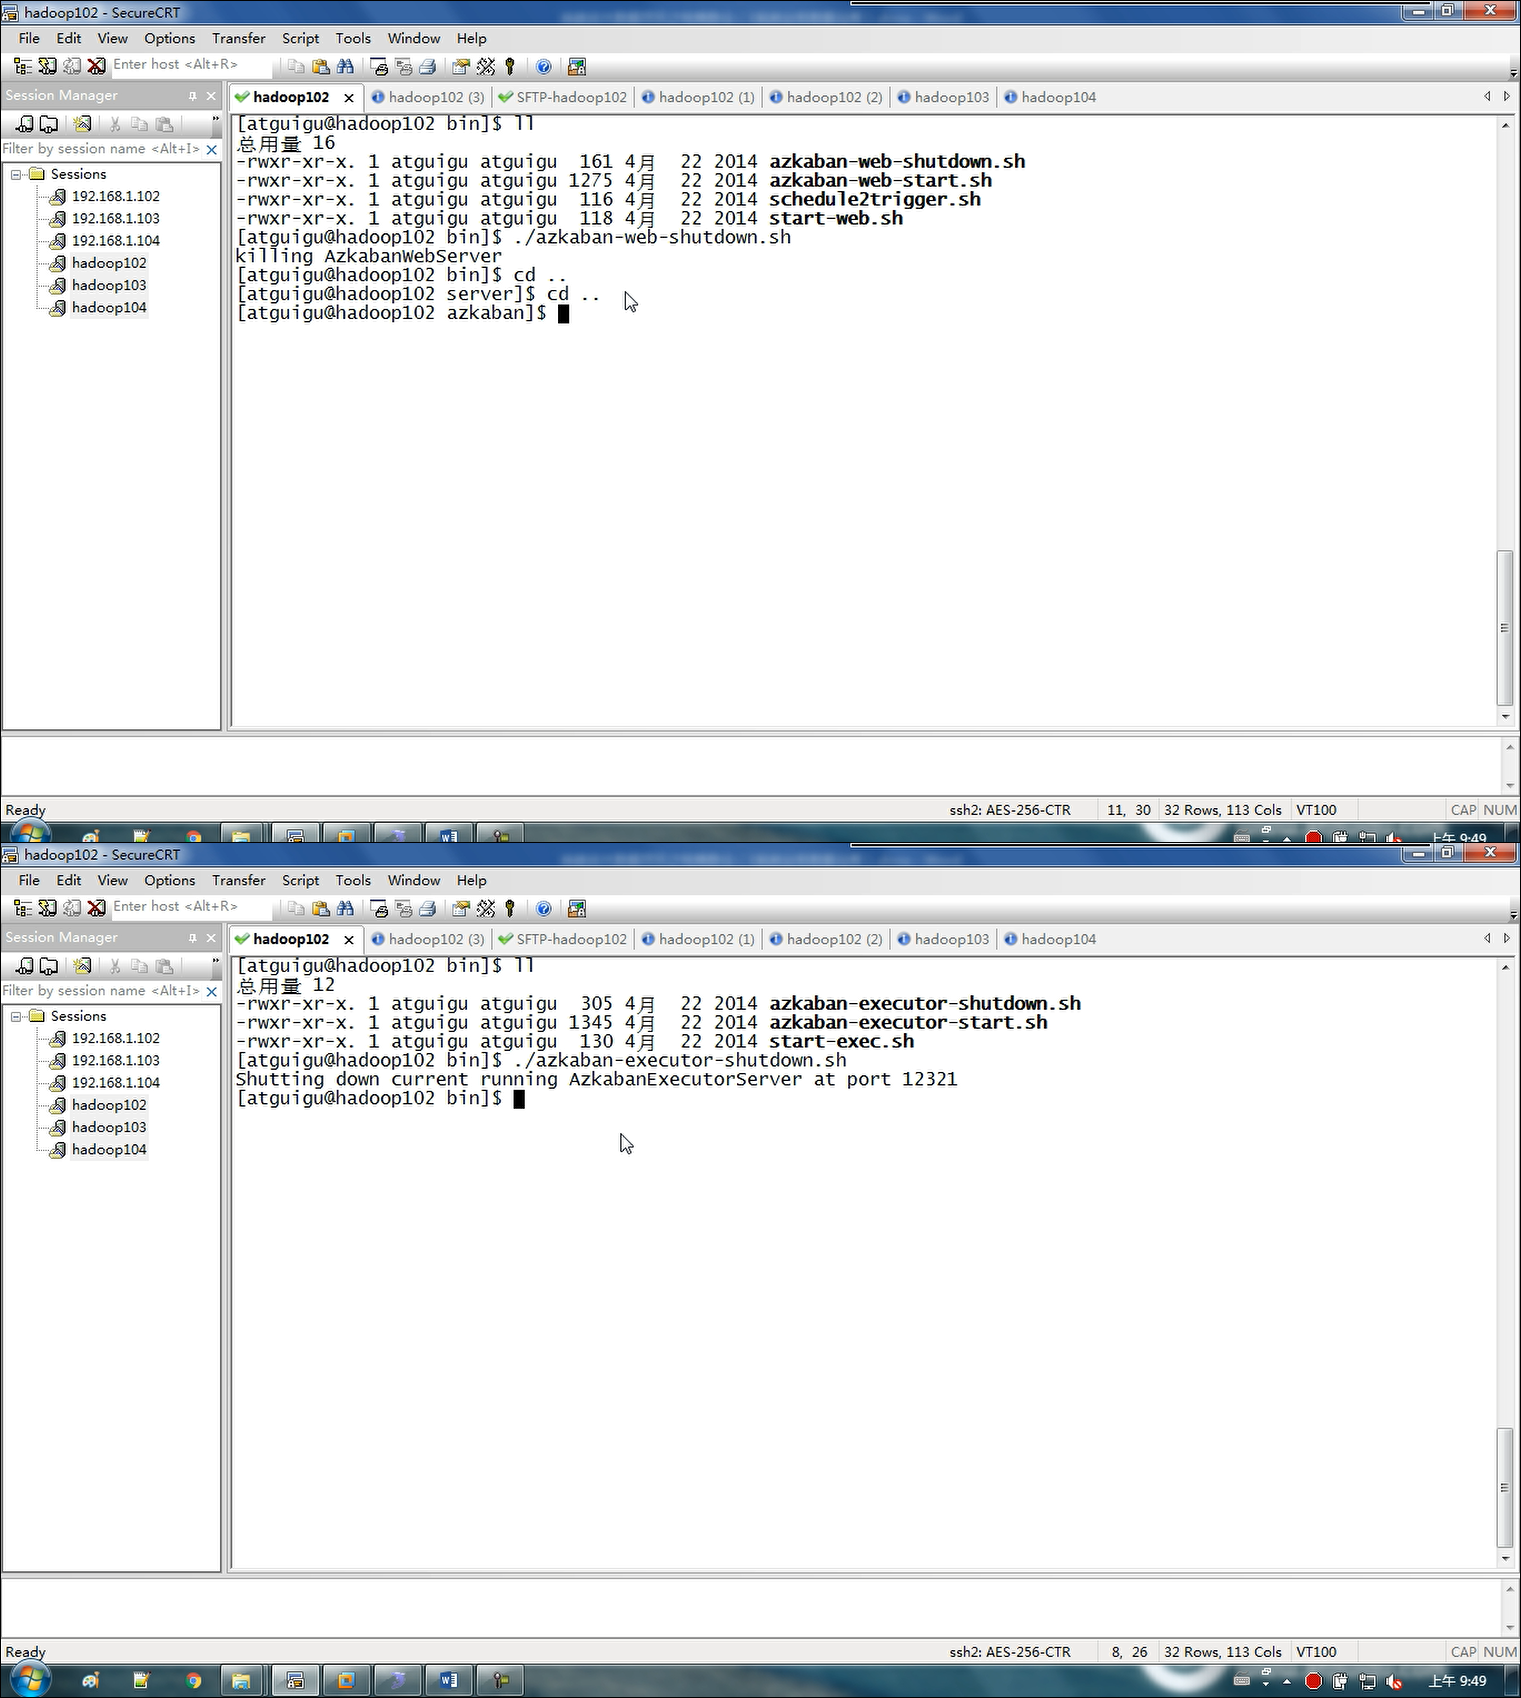 hadoop102 - SecureCRT
File Edit View Options Transfer Script Tools Window Help
Enter host <Alt+R>
Session Manager
hadoop102 hadoop102 (3) SFTP-hadoop102 hadoop102 (1) hadoop102 (2) hadoop103 hadoop104
Filter by session name <Alt+I>
Sessions
192.168.1.102
192.168.1.103
192.168.1.104
hadoop102
hadoop103
hadoop104
[atguigu@hadoop102 bin]$ ll
总用量 16
-rwxr-xr-x. 1 atguigu atguigu  161 4月  22 2014 azkaban-web-shutdown.sh
-rwxr-xr-x. 1 atguigu atguigu 1275 4月  22 2014 azkaban-web-start.sh
-rwxr-xr-x. 1 atguigu atguigu  116 4月  22 2014 schedule2trigger.sh
-rwxr-xr-x. 1 atguigu atguigu  118 4月  22 2014 start-web.sh
[atguigu@hadoop102 bin]$ ./azkaban-web-shutdown.sh
killing AzkabanWebServer
[atguigu@hadoop102 bin]$ cd ..
[atguigu@hadoop102 server]$ cd ..
[atguigu@hadoop102 azkaban]$
Ready ssh2: AES-256-CTR 11, 30 32 Rows, 113 Cols VT100 CAP NUM
上午 9:49
hadoop102 - SecureCRT
File Edit View Options Transfer Script Tools Window Help
Enter host <Alt+R>
Session Manager
hadoop102 hadoop102 (3) SFTP-hadoop102 hadoop102 (1) hadoop102 (2) hadoop103 hadoop104
Filter by session name <Alt+I>
Sessions
192.168.1.102
192.168.1.103
192.168.1.104
hadoop102
hadoop103
hadoop104
[atguigu@hadoop102 bin]$ ll
总用量 12
-rwxr-xr-x. 1 atguigu atguigu  305 4月  22 2014 azkaban-executor-shutdown.sh
-rwxr-xr-x. 1 atguigu atguigu 1345 4月  22 2014 azkaban-executor-start.sh
-rwxr-xr-x. 1 atguigu atguigu  130 4月  22 2014 start-exec.sh
[atguigu@hadoop102 bin]$ ./azkaban-executor-shutdown.sh
Shutting down current running AzkabanExecutorServer at port 12321
[atguigu@hadoop102 bin]$
Ready ssh2: AES-256-CTR 8, 26 32 Rows, 113 Cols VT100 CAP NUM
上午 9:49